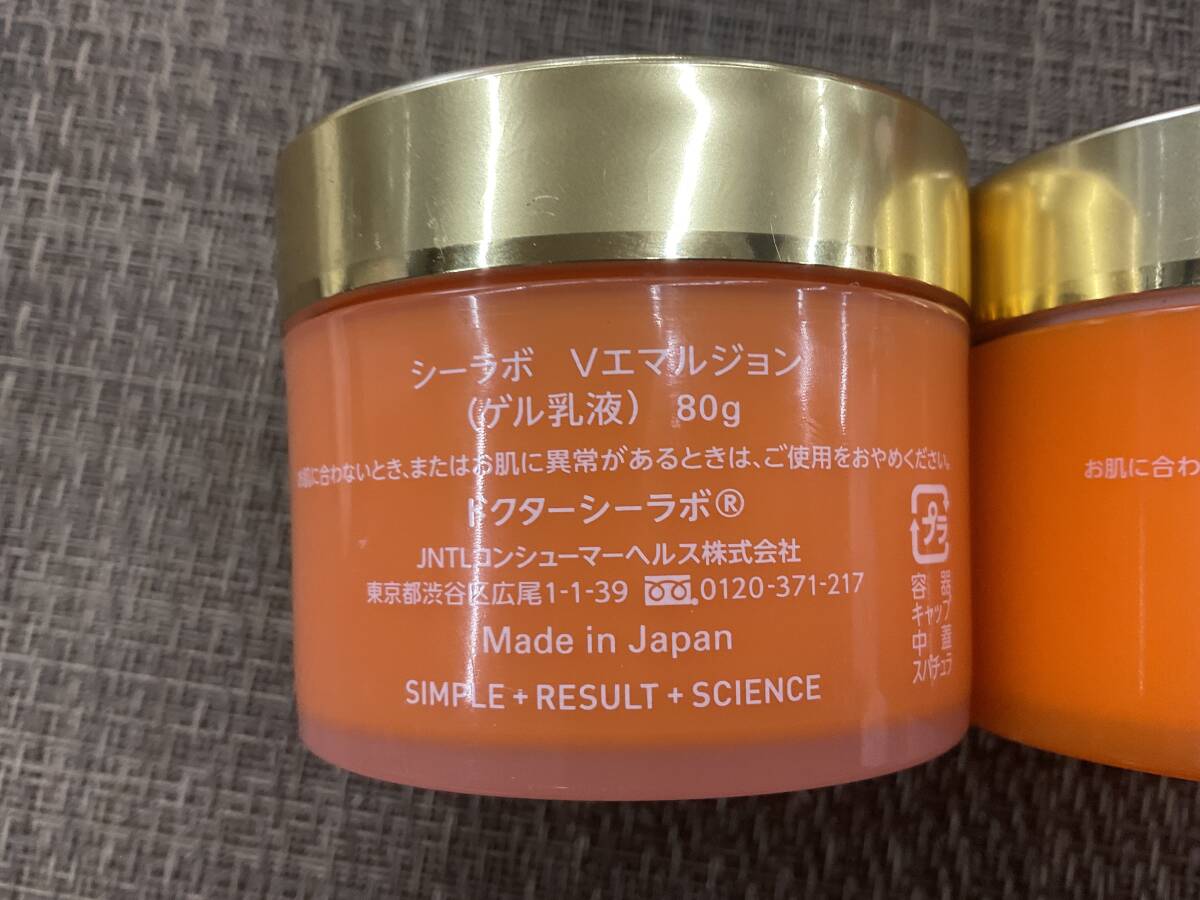 シーラボ Vエマルジョン
(ゲル乳液) 80g
お肌に合わないとき、またはお肌に異常があるときは、ご使用をおやめください。
ドクターシーラボ®
JNTLコンシューマーヘルス株式会社
東京都渋谷区広尾1-1-39 0120-371-217
Made in Japan
SIMPLE + RESULT + SCIENCE
プラ
容器
キャップ
中蓋
スパチュラ
お肌に合わ